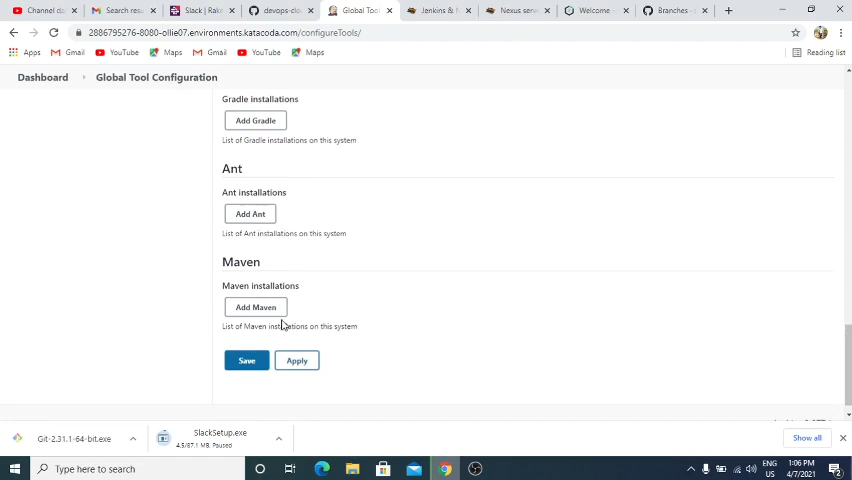 Channel da
Search resu
Slack | Rak
devops-clo
Global Tool
Jenkins & N
Nexus serve
Welcome
Branches - s
2886795276-8080-ollie07.environments.katacoda.com/configureTools/
Apps
Gmail
YouTube
Maps
Gmail
YouTube
Maps
Reading list
Dashboard
Global Tool Configuration
Gradle installations
Add Gradle
List of Gradle installations on this system
Ant
Ant installations
Add Ant
List of Ant installations on this system
Maven
Maven installations
Add Maven
List of Maven installations on this system
Save
Apply
Git-2.31.1-64-bit.exe
SlackSetup.exe
4.5/87.1 MB, Paused
Show all
Type here to search
ENG
US
1:06 PM
4/7/2021
2